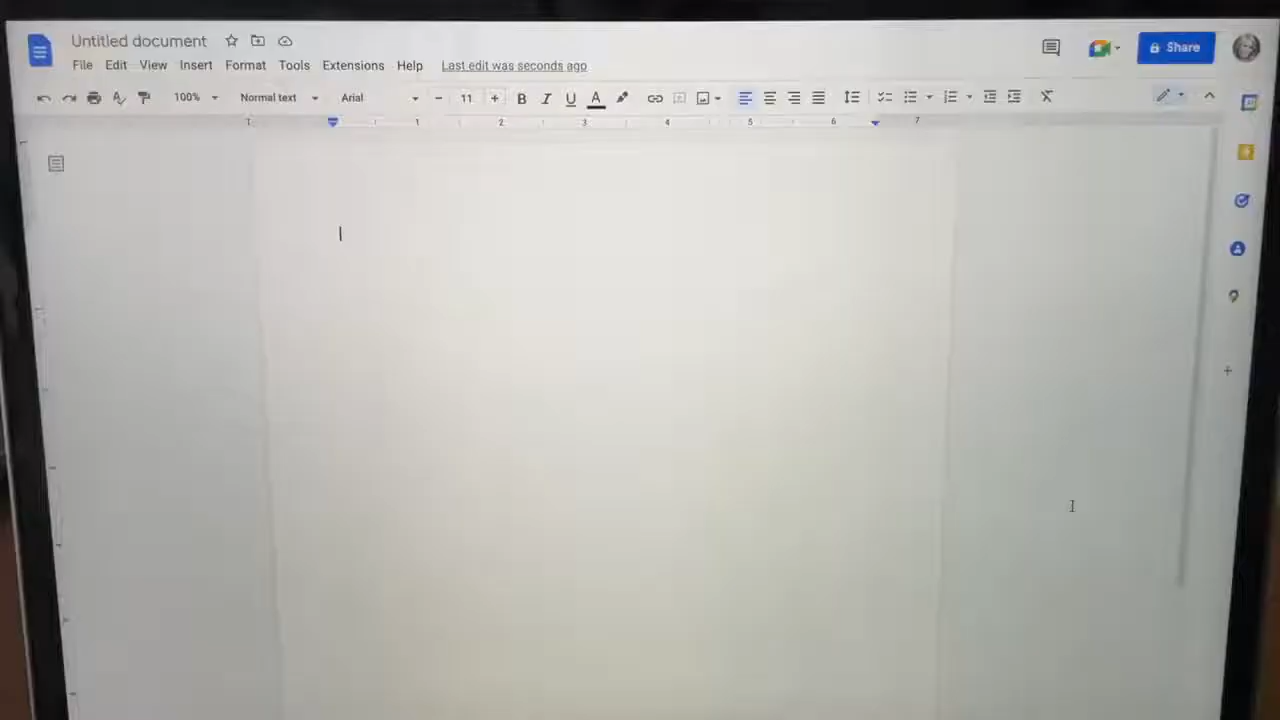 Untitled document
Share
File Edit View Insert Format Tools Extensions Help Last edit was seconds ago
100% Normal text Arial 11 B I U A
1 1 2 3 4 5 6 7